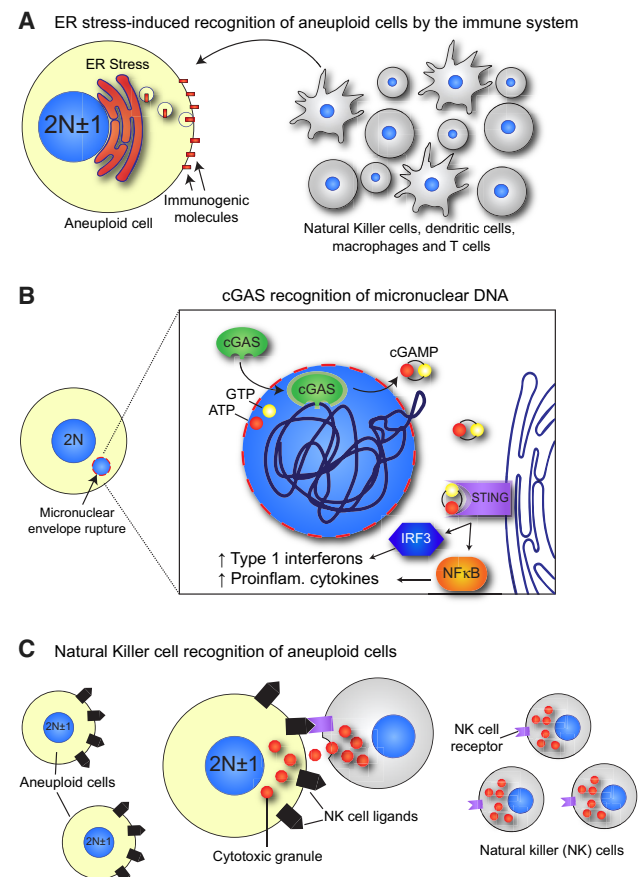 A ER stress-induced recognition of aneuploid cells by the immune system
ER Stress
2N±1
Immunogenic
molecules
Aneuploid cell
Natural Killer cells, dendritic cells,
macrophages and T cells
B
cGAS recognition of micronuclear DNA
cGAS
cGAMP
cGAS
GTP
ATP
2N
STING
Micronuclear
envelope rupture
IRF3
↑ Type 1 interferons
↑ Proinflam. cytokines
NFκB
C Natural Killer cell recognition of aneuploid cells
2N±1
Aneuploid cells
2N±1
2N±1
NK cell ligands
Cytotoxic granule
NK cell
receptor
Natural killer (NK) cells